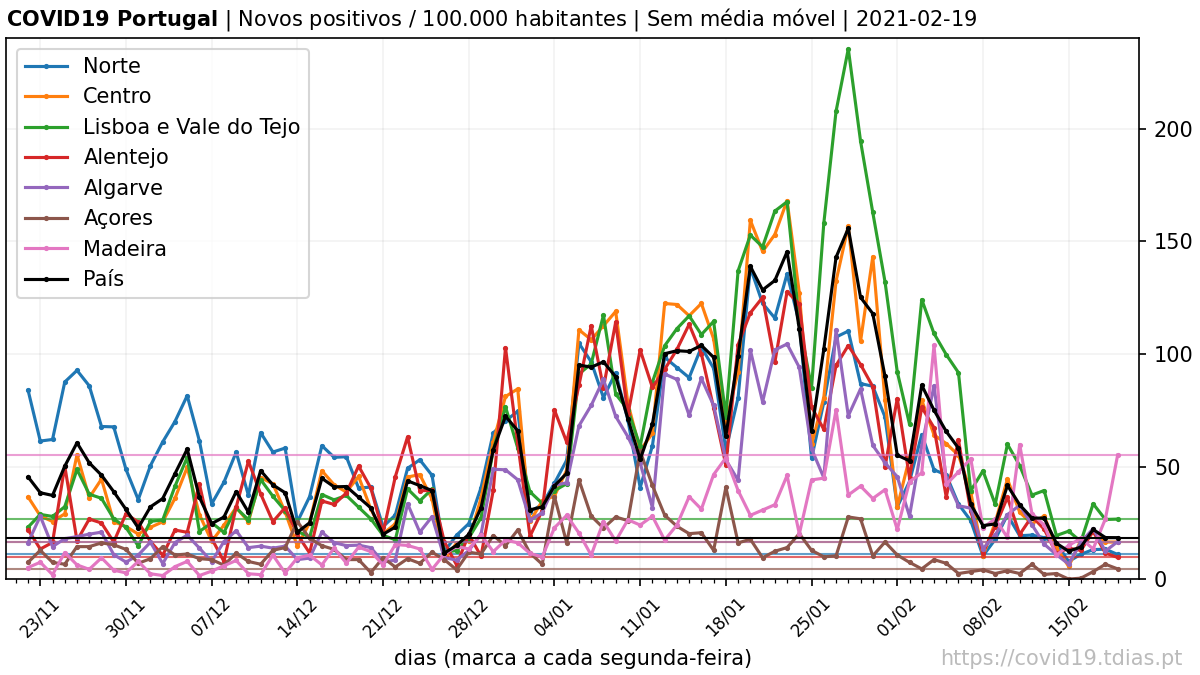 COVID19 Portugal | Novos positivos / 100.000 habitantes | Sem média móvel | 2021-02-19
Norte
Centro
Lisboa e Vale do Tejo
Alentejo
Algarve
Açores
Madeira
País
200
150
100
50
0
23/11 30/11 07/12 14/12 21/12 28/12 04/01 11/01 18/01 25/01 01/02 08/02 15/02
dias (marca a cada segunda-feira)
https://covid19.tdias.pt